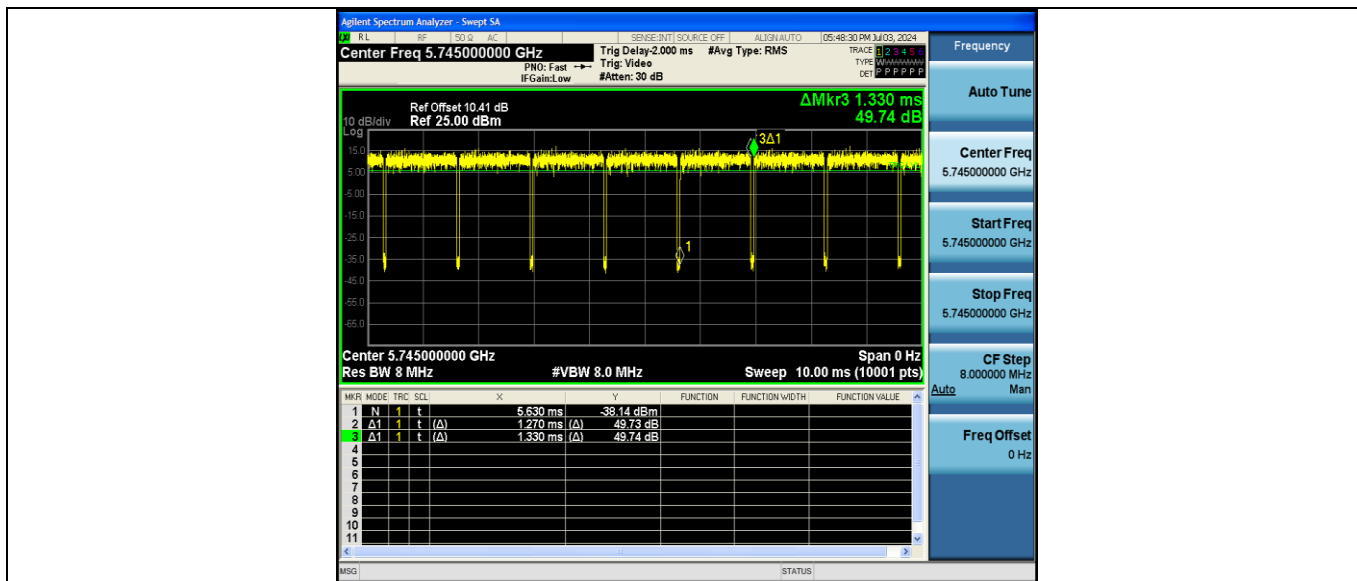 Agilent Spectrum Analyzer - Swept SA
RL RF 50 Ω AC SENSE:INT SOURCE OFF ALIGNAUTO 05:48:30 PM Jul 03, 2024
Center Freq 5.745000000 GHz
PNO: Fast
IFGain:Low
Trig Delay-2.000 ms #Avg Type: RMS
Trig: Video
#Atten: 30 dB
TRACE 1 2 3 4 5 6
TYPE
DET P P P P P P
ΔMkr3 1.330 ms
49.74 dB
Ref Offset 10.41 dB
10 dB/div Ref 25.00 dBm
Log
3Δ1
15.0
5.00
-5.00
-15.0
-25.0
1
-35.0
-45.0
-55.0
-65.0
Center 5.745000000 GHz Span 0 Hz
Res BW 8 MHz #VBW 8.0 MHz Sweep 10.00 ms (10001 pts)
MKR MODE TRC SCL X Y FUNCTION FUNCTION WIDTH FUNCTION VALUE
1 N 1 t 5.630 ms -38.14 dBm
2 Δ1 1 t (Δ) 1.270 ms (Δ) 49.73 dB
3 Δ1 1 t (Δ) 1.330 ms (Δ) 49.74 dB
4
5
6
7
8
9
10
11
MSG STATUS
Frequency
Auto Tune
Center Freq
5.745000000 GHz
Start Freq
5.745000000 GHz
Stop Freq
5.745000000 GHz
CF Step
8.000000 MHz
Auto Man
Freq Offset
0 Hz